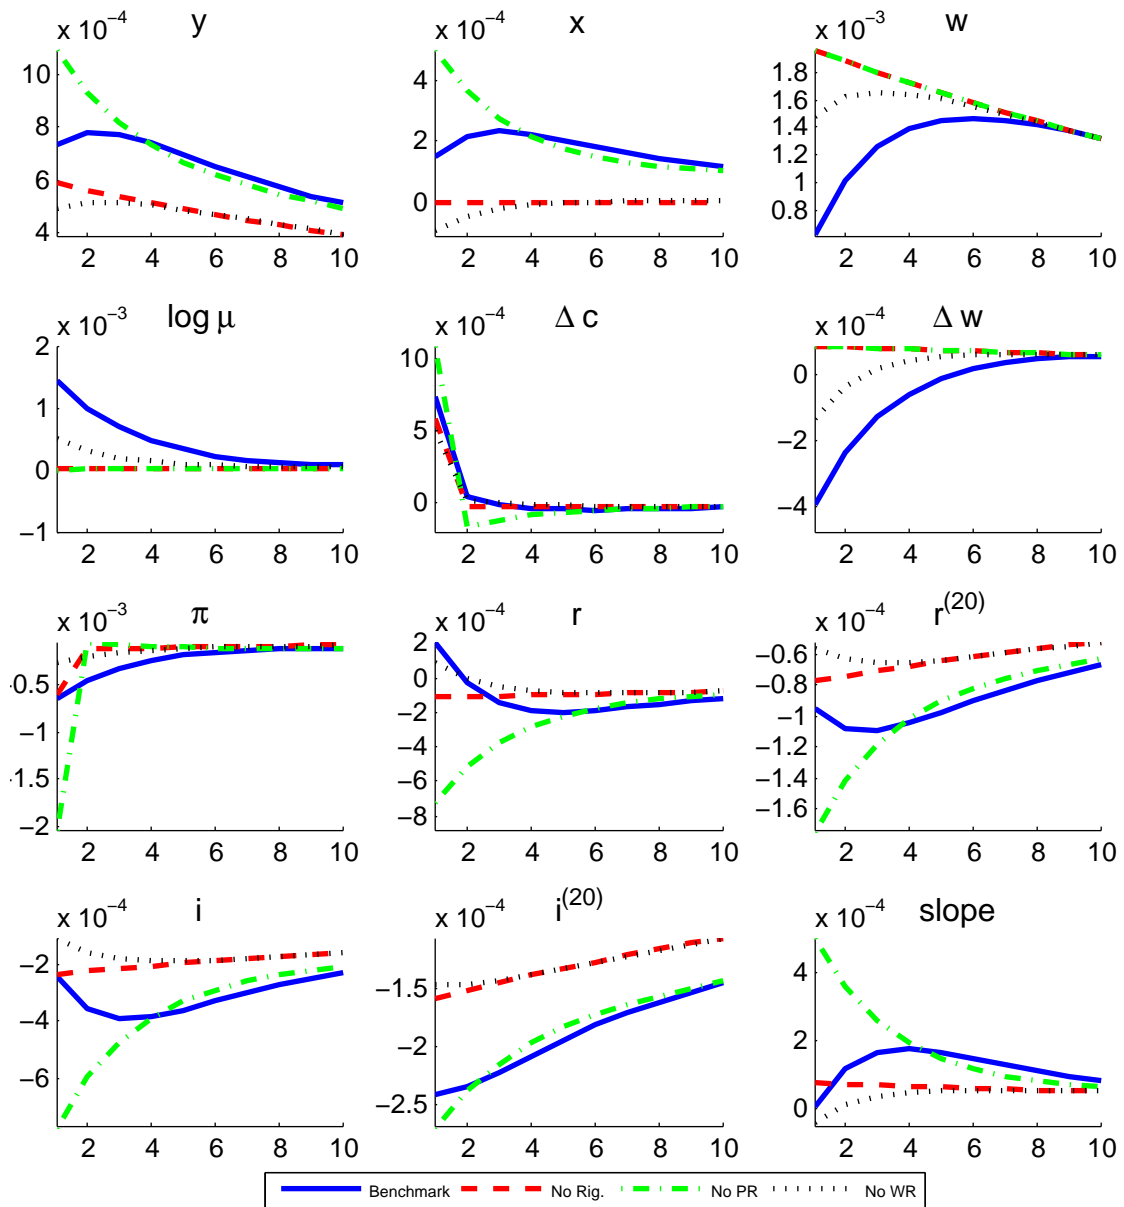 x 10−4 y x 10−4 x x 10−3 w
10 8 6 4
4 2 0
1.8 1.6 1.4 1.2 1 0.8
2 4 6 8 10 2 4 6 8 10 2 4 6 8 10
x 10−3 log μ x 10−4 Δ c x 10−4 Δ w
2 1 0 −1
10 5 0
0 −2 −4
2 4 6 8 10 2 4 6 8 10 2 4 6 8 10
x 10−3 π x 10−4 r x 10−4 r(20)
−0.5 −1 −1.5 −2
2 0 −2 −4 −6 −8
−0.6 −0.8 −1 −1.2 −1.4 −1.6
2 4 6 8 10 2 4 6 8 10 2 4 6 8 10
x 10−4 i x 10−4 i(20) x 10−4 slope
−2 −4 −6
−1.5 −2 −2.5
4 2 0
2 4 6 8 10 2 4 6 8 10 2 4 6 8 10
Benchmark No Rig. No PR No WR